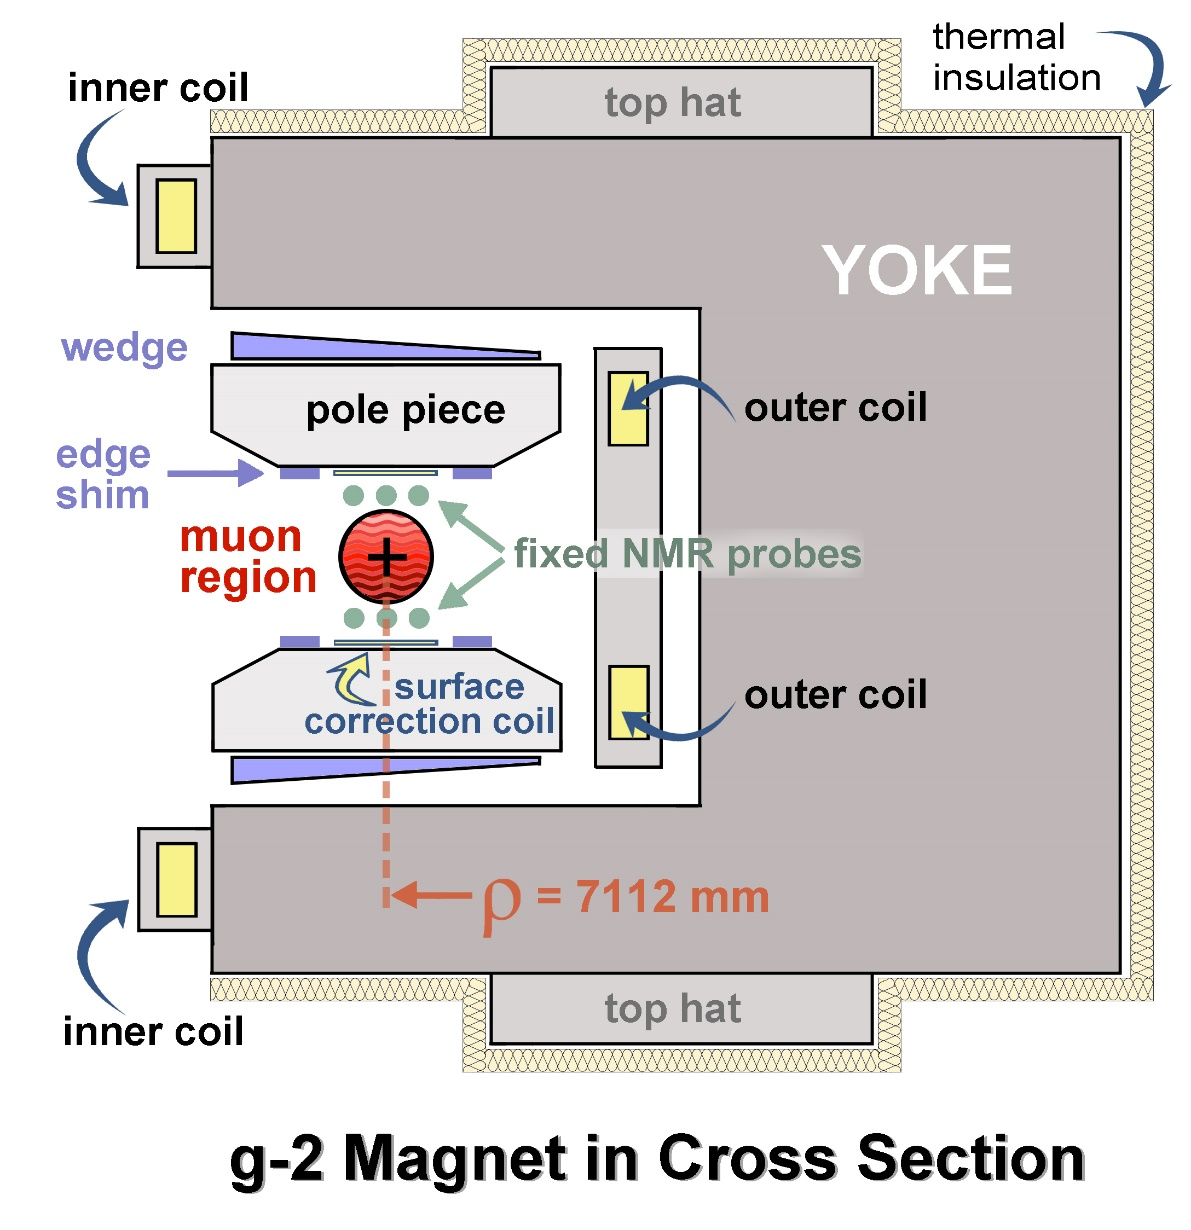 thermal
insulation
inner coil
top hat
YOKE
wedge
pole piece
outer coil
edge
shim
muon
region
fixed NMR probes
surface
correction coil
outer coil
ρ = 7112 mm
top hat
inner coil
g-2 Magnet in Cross Section